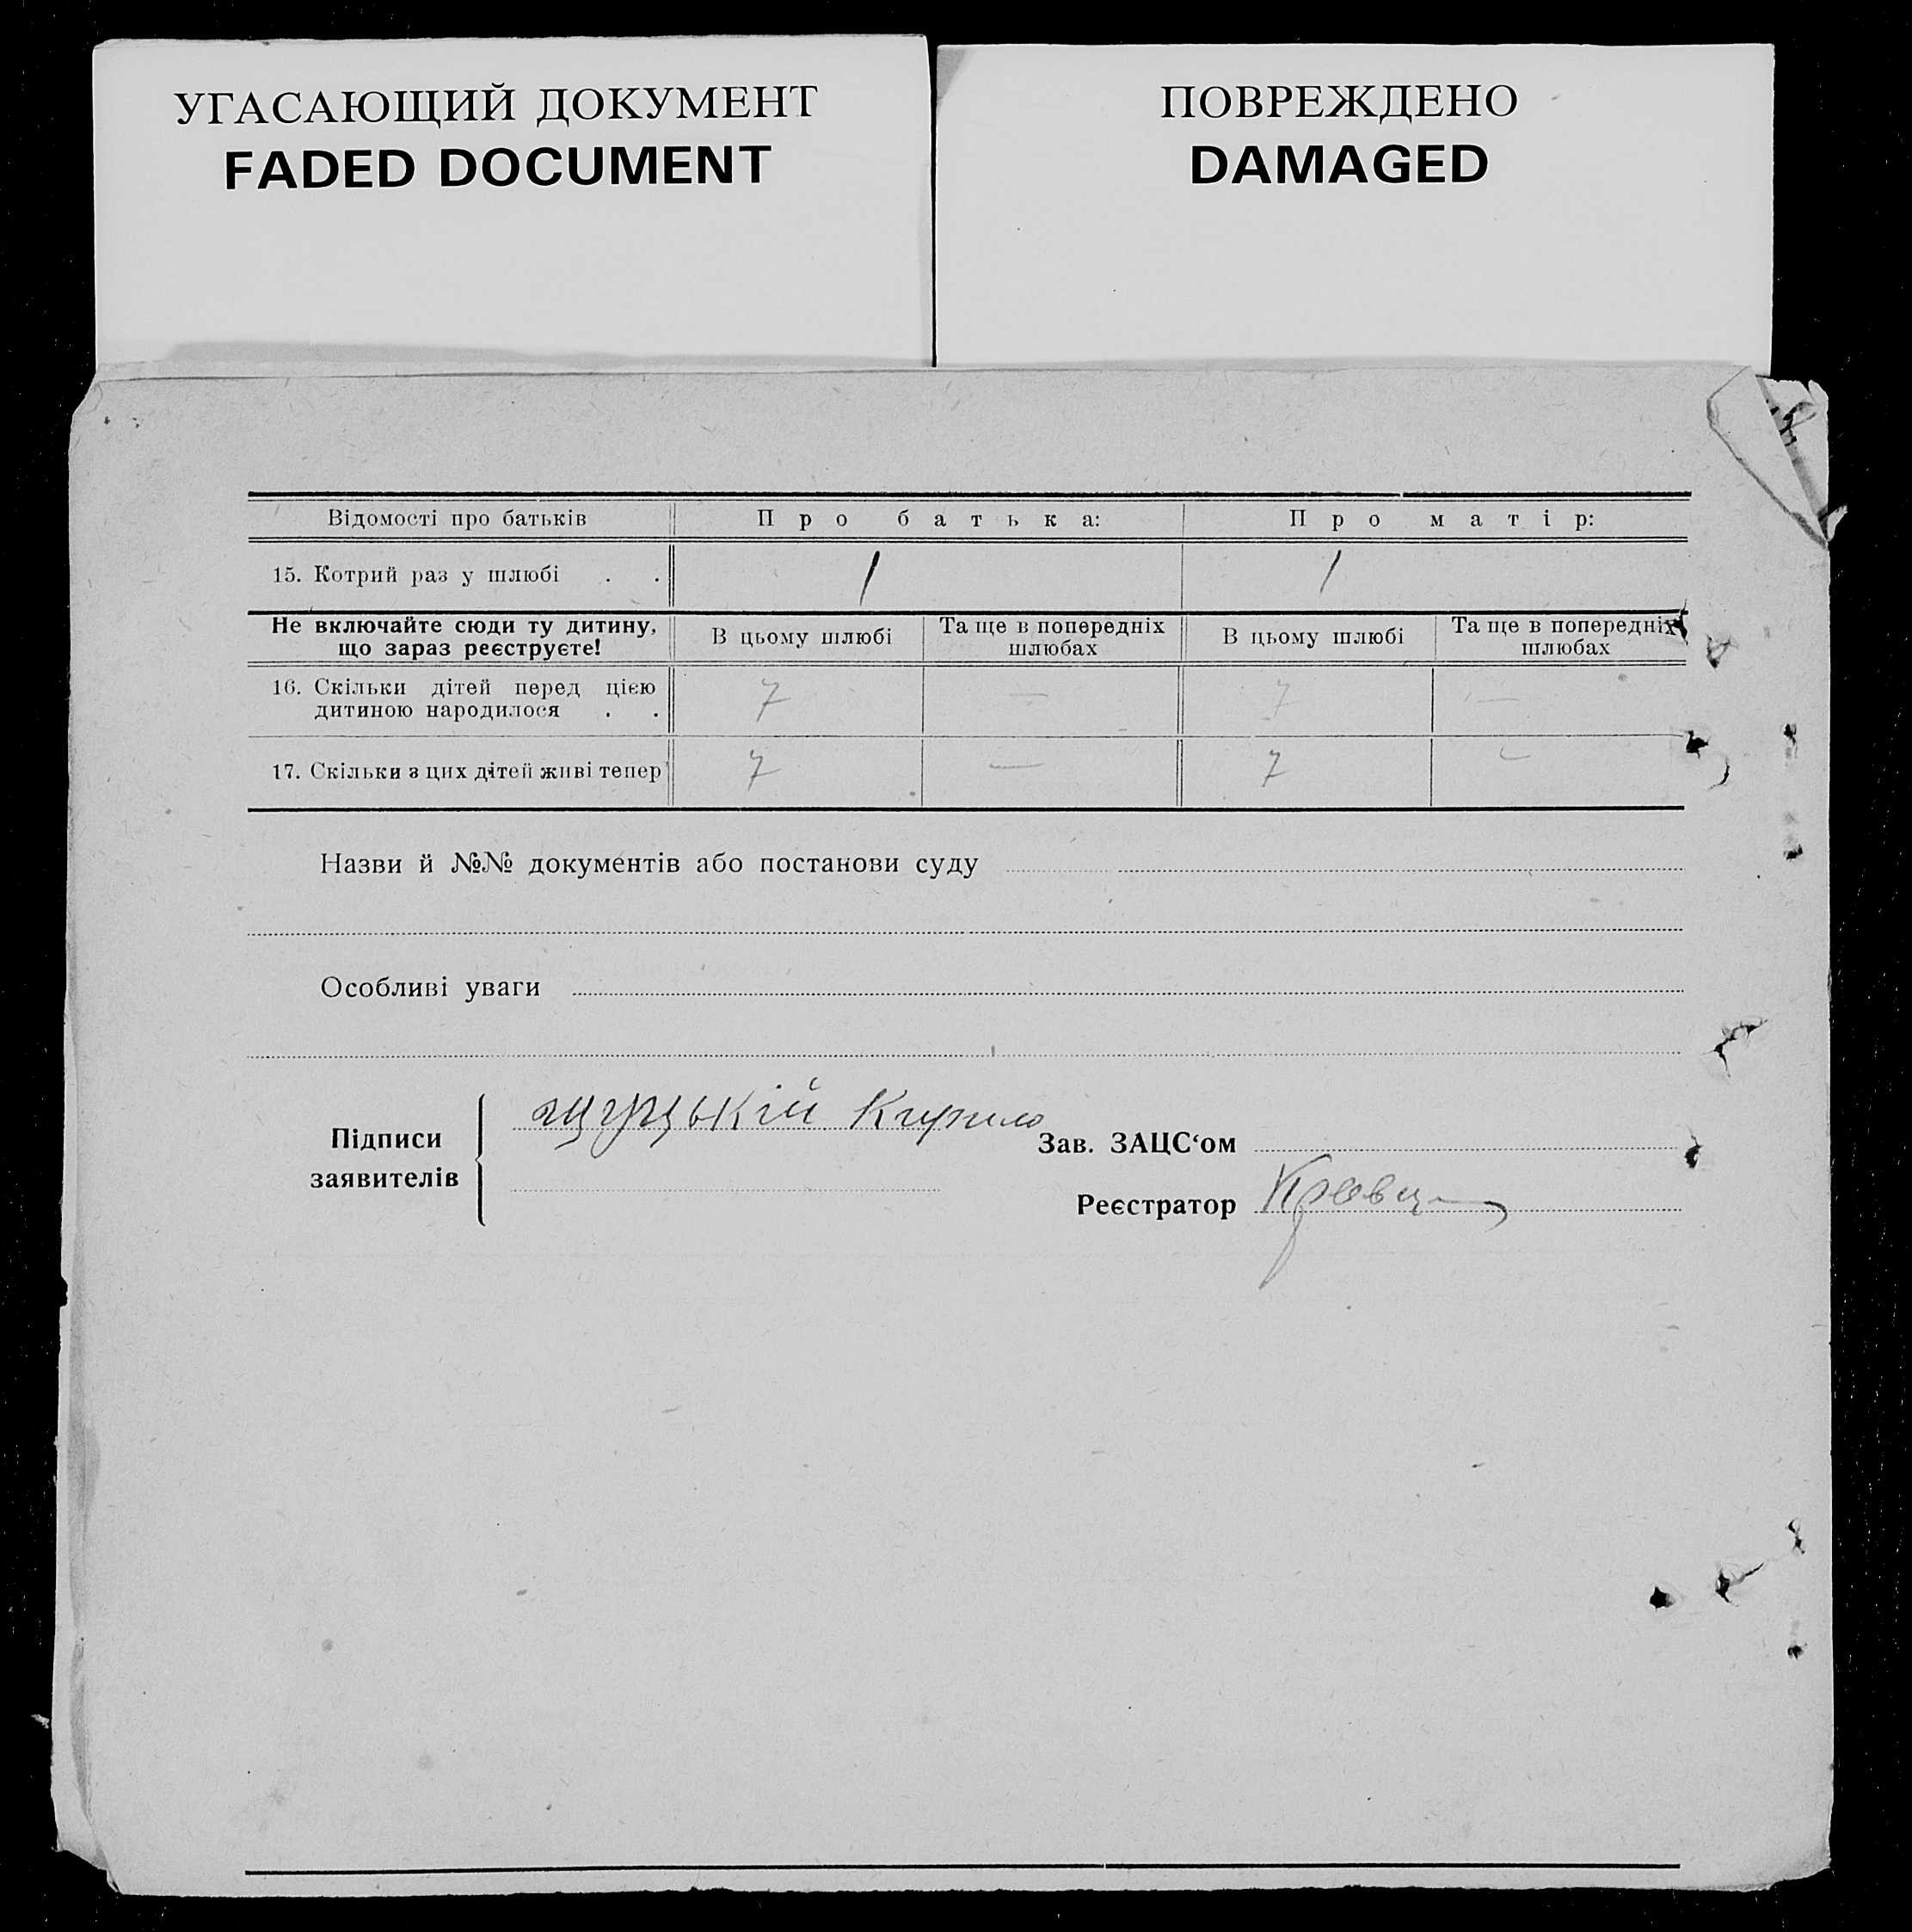 УГАСАЮЩИЙ ДОКУМЕНТ
FADED DOCUMENT
ПОВРЕЖДЕНО
DAMAGED
Відомості про батьків Про батька: Про матір:
15. Котрий раз у шлюбі . . 1 1
Не включайте сюди ту дитину, що зараз реєструєте! В цьому шлюбі Та ще в попередніх шлюбах В цьому шлюбі Та ще в попередніх шлюбах
16. Скільки дітей перед цією дитиною народилося . . 7 — 7 —
17. Скільки з цих дітей живі тепер 7 — 7 —
Назви й №№ документів або постанови суду
Особливі уваги
Підписи заявителів Кирило
Зав. ЗАЦС‘ом
Реєстратор